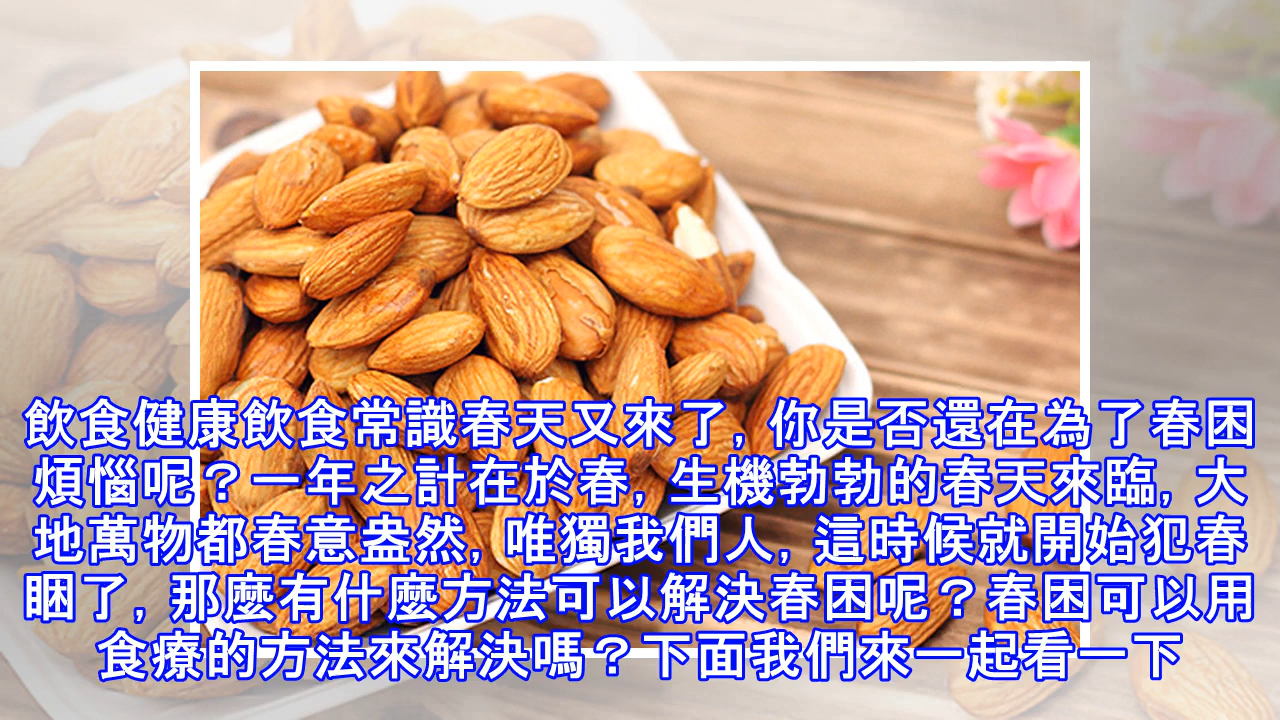 飲食健康飲食常識春天又來了, 你是否還在為了春困
煩惱呢？一年之計在於春, 生機勃勃的春天來臨, 大
地萬物都春意盎然, 唯獨我們人, 這時候就開始犯春
睏了, 那麼有什麼方法可以解決春困呢？春困可以用
食療的方法來解決嗎？下面我們來一起看一下